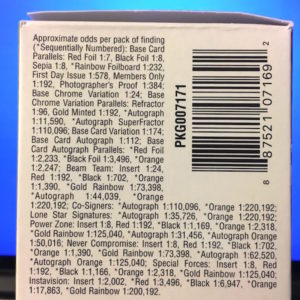 Approximate odds per pack of finding
(*Sequentially Numbered): Base Card
Parallels: Red Foil 1:7, Black Foil 1:8,
Sepia 1:8, *Rainbow Foilboard 1:232,
First Day Issue 1:578, Members Only
1:192, Photographer's Proof 1:384;
Base Chrome Variation 1:24; Base
Chrome Variation Parallels: Refractor
1:96, Gold Minted 1:192, *Autograph
1:11,590, *Autograph SuperFractor
1:110,096; Base Card Variation 1:174;
Base Card Autograph 1:112; Base
Card Autograph Parallels: *Red Foil
1:2,233, *Black Foil 1:3,496, *Orange
1:2,247; Beam Team: Insert 1:24,
Red 1:192, *Black 1:702, *Orange
1:1,390, *Gold Rainbow 1:73,398,
*Autograph 1:44,039, *Orange
1:220,192; Co-Signers: *Autograph 1:110,096, *Orange 1:220,192;
Lone Star Signatures: *Autograph 1:35,726, *Orange 1:220,192;
Power Zone: Insert 1:8, Red 1:192, *Black 1:1,169, *Orange 1:2,318,
*Gold Rainbow 1:125,040, *Autograph 1:31,456, *Autograph Orange
1:50,016; Never Compromise: Insert 1:8, Red 1:192, *Black 1:702,
*Orange 1:1,390, *Gold Rainbow 1:73,398, *Autograph 1:52,427,
*Autograph Orange 1:125,040; Special Forces: Insert 1:8, Red
1:192, *Black 1:1,166, *Orange 1:2,318, *Gold Rainbow 1:125,040;
Instavision: Insert 1:2,002, *Red 1:3,496, *Black 1:6,947, *Orange
1:17,863, *Gold Rainbow 1:200,192.
PKG007171
8 87521 07169 2